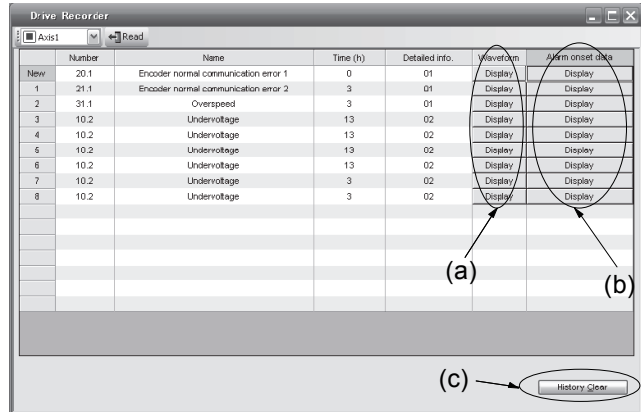 Drive Recorder
Axis1 Read
Number Name Time (h) Detailed info. Waveform Alarm onset data
New 20.1 Encoder normal communication error 1 0 01 Display Display
1 21.1 Encoder normal communication error 2 3 01 Display Display
2 31.1 Overspeed 3 01 Display Display
3 10.2 Undervoltage 13 02 Display Display
4 10.2 Undervoltage 13 02 Display Display
5 10.2 Undervoltage 13 02 Display Display
6 10.2 Undervoltage 13 02 Display Display
7 10.2 Undervoltage 3 02 Display Display
8 10.2 Undervoltage 3 02 Display Display
(a)
(b)
(c) History Clear